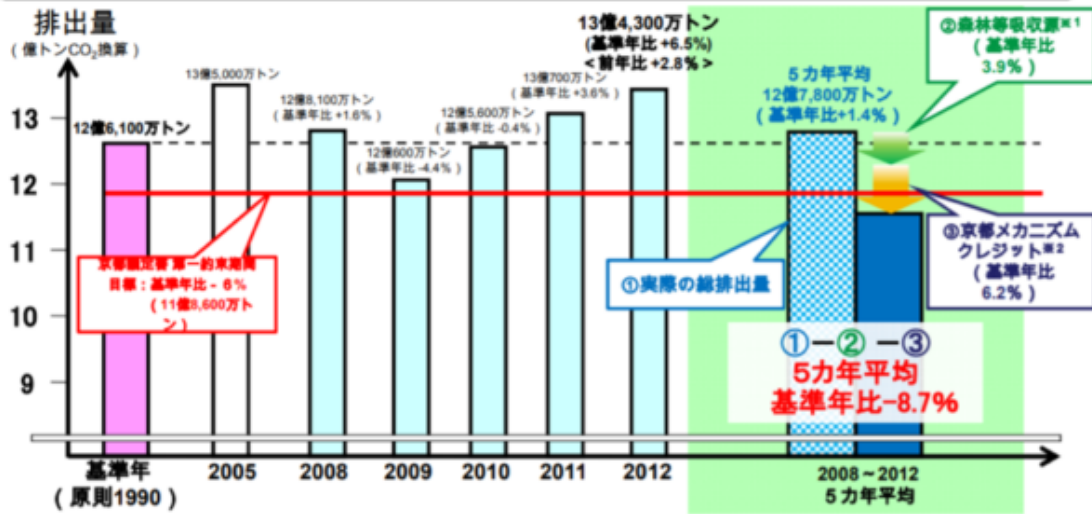 排出量
(億トンCO₂換算)
13億4,300万トン
(基準年比 +6.5%)
<前年比 +2.8%>
②森林等吸収源※1
(基準年比
3.9%)
13億5,000万トン
12億8,100万トン
(基準年比 +1.6%)
13億700万トン
(基準年比 +3.6%)
5カ年平均
12億7,800万トン
(基準年比+1.4%)
12億6,100万トン
12億5,600万トン
(基準年比 -0.4%)
12億600万トン
(基準年比 -4.4%)
13
12
11
10
9
京都議定書 第一約束期間
目標:基準年比 - 6%
(11億8,600万ト
ン)
①実際の総排出量
③京都メカニズム
クレジット※2
(基準年比
6.2%)
①-②-③
5カ年平均
基準年比-8.7%
基準年
(原則1990)
2005
2008
2009
2010
2011
2012
2008~2012
5カ年平均